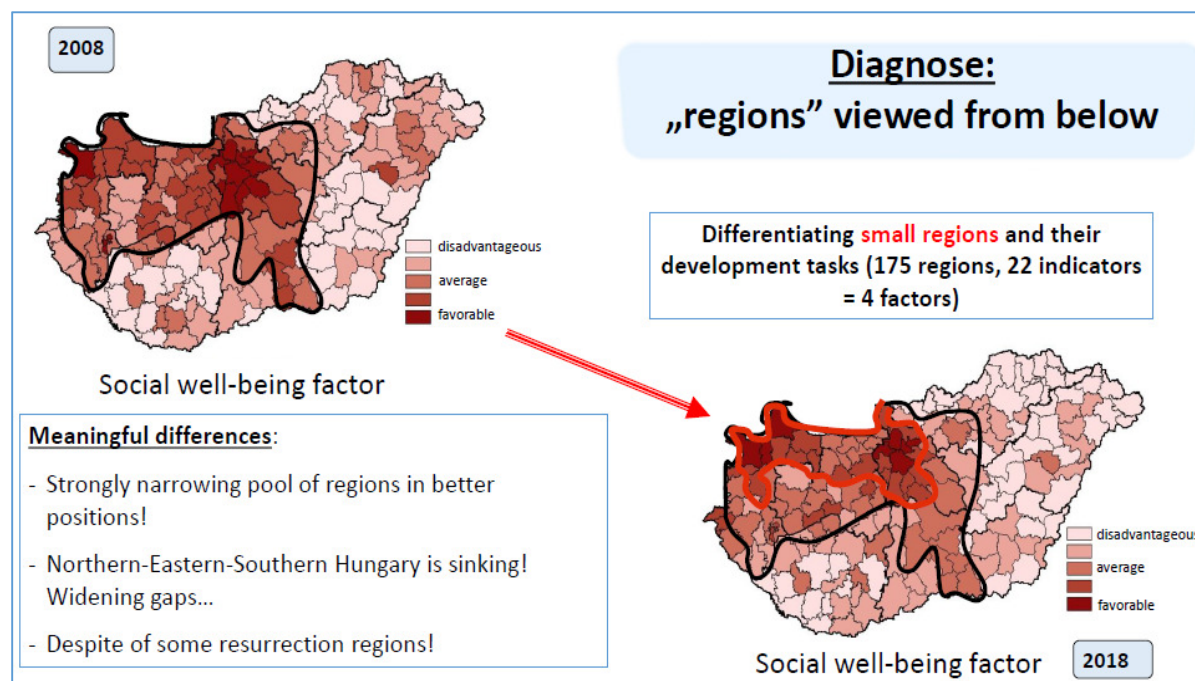 2008
Diagnose:
„regions” viewed from below
disadvantageous
average
favorable
Social well-being factor
Differentiating small regions and their
development tasks (175 regions, 22 indicators
= 4 factors)
Meaningful differences:
- Strongly narrowing pool of regions in better
positions!
- Northern-Eastern-Southern Hungary is sinking!
Widening gaps...
- Despite of some resurrection regions!
disadvantageous
average
favorable
Social well-being factor
2018